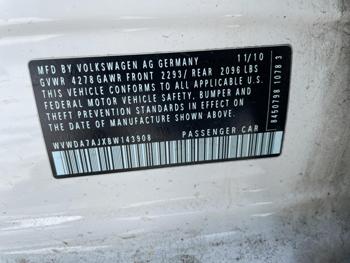 MFD BY VOLKSWAGEN AG GERMANY 11/10
GVWR 4278 GAWR FRONT 2293/ REAR 2096 LBS
THIS VEHICLE CONFORMS TO ALL APPLICABLE
FEDERAL MOTOR VEHICLE SAFETY, BUMPER AND
THEFT PREVENTION STANDARDS IN EFFECT ON
THE DATE OF MANUFACTURE SHOWN ABOVE
WVWDA7AJXBW143908 PASSENGER CAR
8450798 1078 3